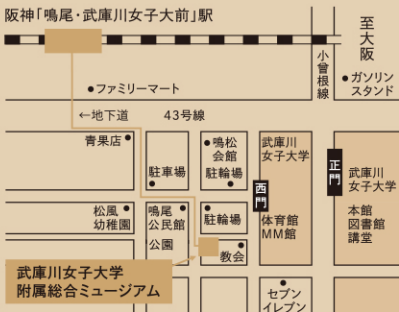 阪神「鳴尾・武庫川女子大前」駅
至大阪
小曽根線
●ファミリーマート
●ガソリン
スタンド
←地下道
43号線
青果店●
●鳴松
会館
駐輪場
駐車場
武庫川
女子大学
正門
西門
武庫川
女子大学
本館
図書館
講堂
松風●
幼稚園
鳴尾●
公民館
公園
駐輪場
体育館
MM館
教会
武庫川女子大学
附属総合ミュージアム
セブン
イレブン